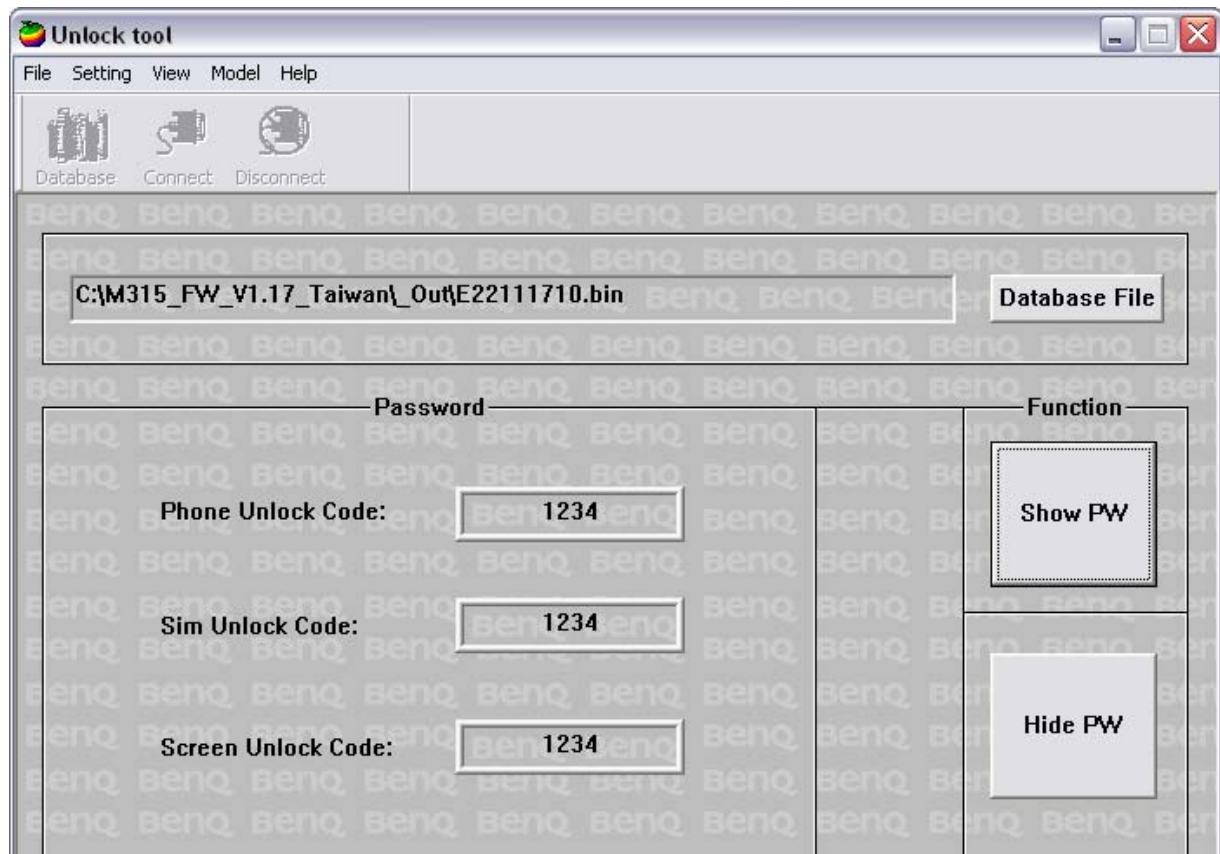 Unlock tool
File Setting View Model Help
Database Connect Disconnect
C:\M315_FW_V1.17_Taiwan\_Out\E22111710.bin
Database File
Password
Function
Phone Unlock Code: 1234
Show PW
Sim Unlock Code: 1234
Screen Unlock Code: 1234
Hide PW
BenQ